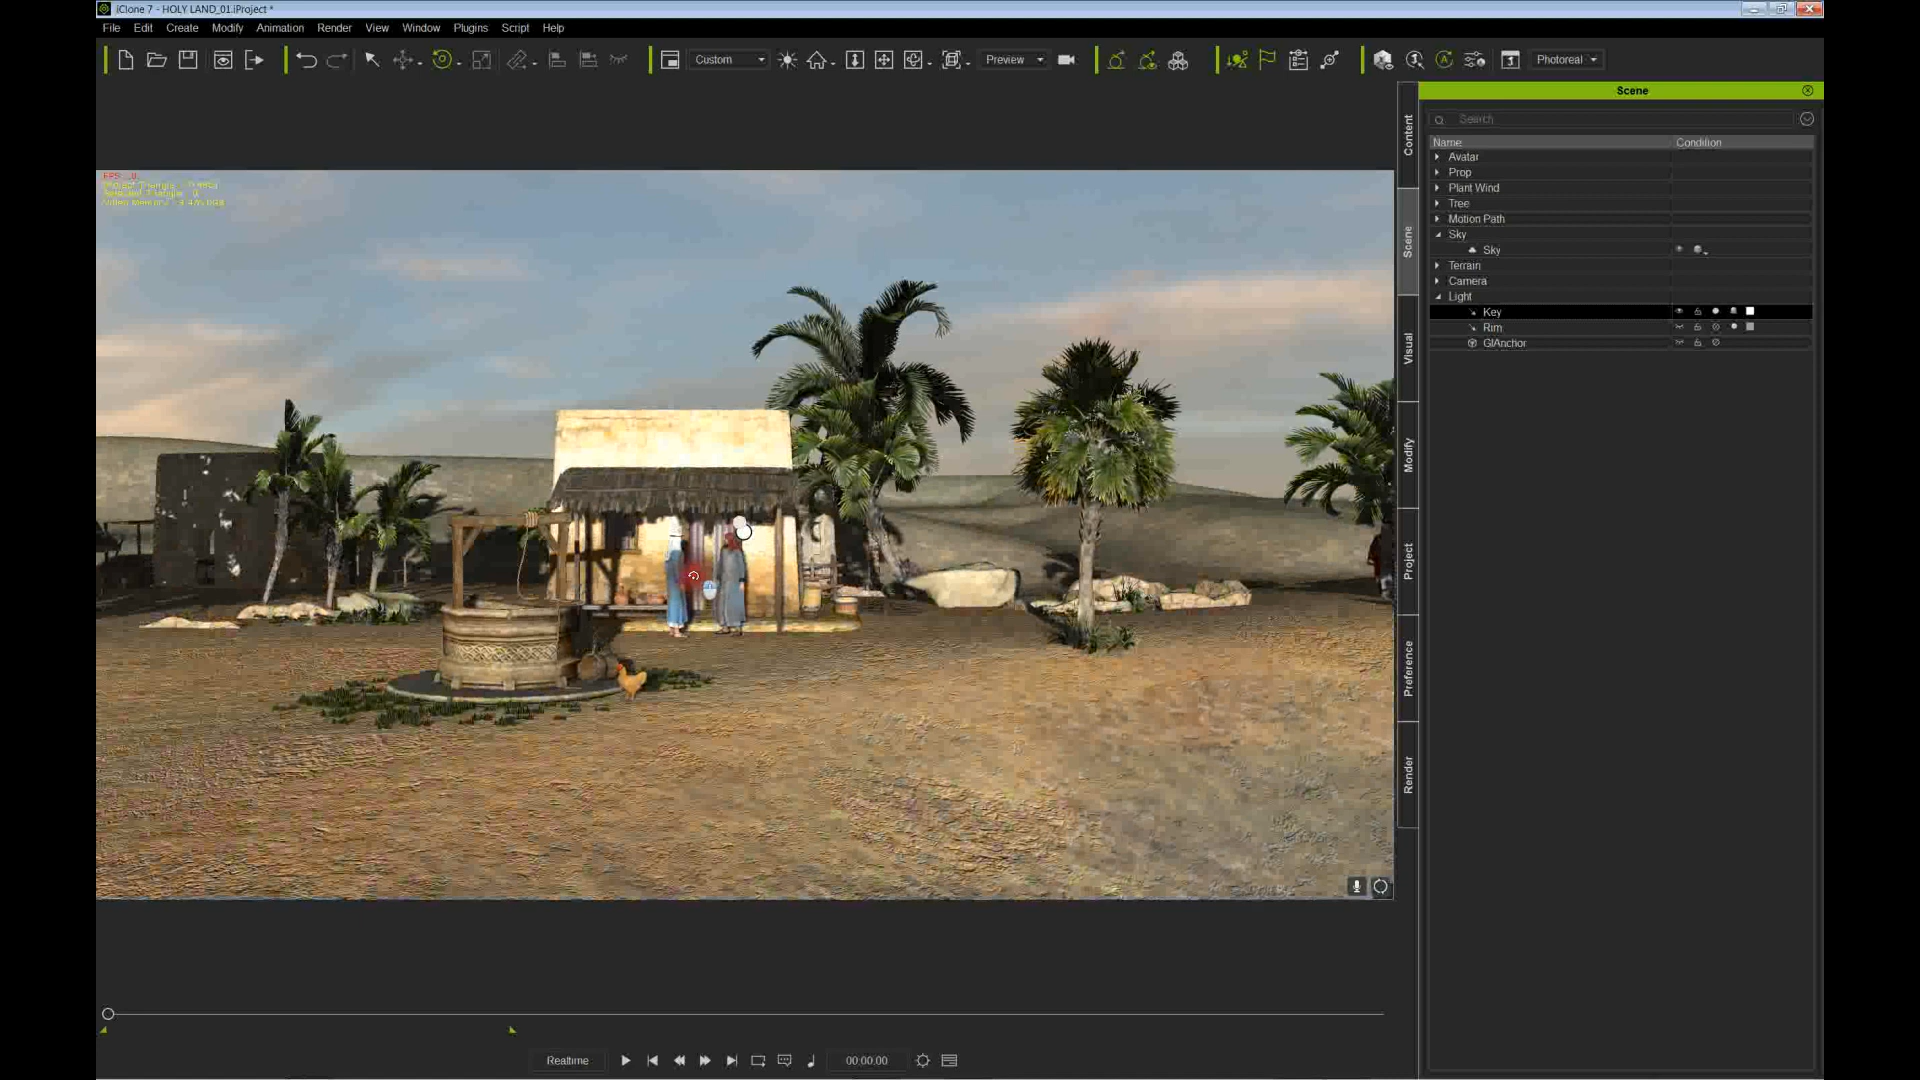 iClone 7 - HOLY LAND_01.iProject *
File Edit Create Modify Animation Render View Window Plugins Script Help
Custom Preview Photoreal
Scene
Search
Name Condition
Avatar
Prop
Plant Wind
Tree
Motion Path
Sky
Sky
Terrain
Camera
Light
Key
Rim
GIAnchor
Content
Scene
Visual
Modify
Project
Preference
Render
Realtime 00:00.00